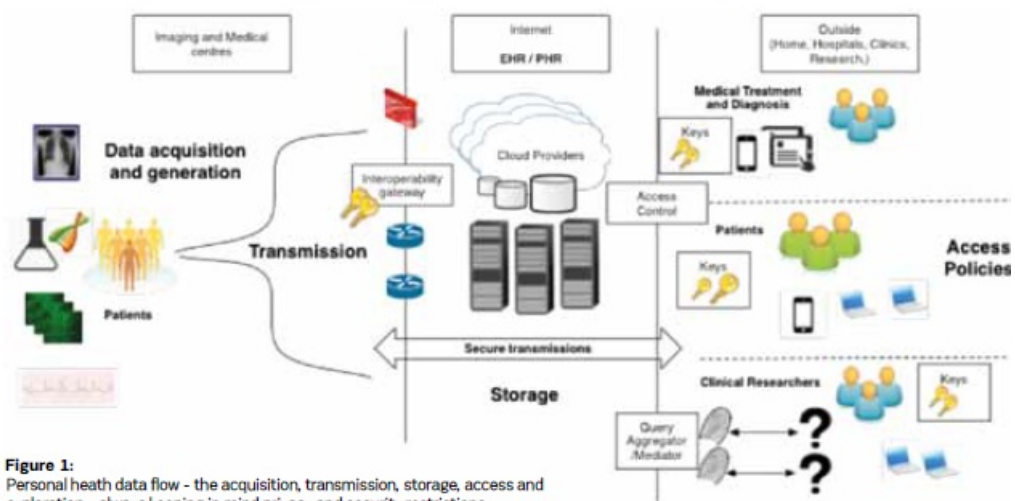 Imaging and Medical
centres
Internet
EHR / PHR
Outside
(Home, Hospitals, Clinics,
Research,)
Data acquisition
and generation
Patients
Transmission
Interoperability
gateway
Cloud Providers
Access
Control
Secure transmissions
Storage
Medical Treatment
and Diagnosis
Keys
Patients
Keys
Access
Policies
Clinical Researchers
Keys
Query
Aggregator
/Mediator
?
?
Figure 1:
Personal heath data flow - the acquisition, transmission, storage, access and